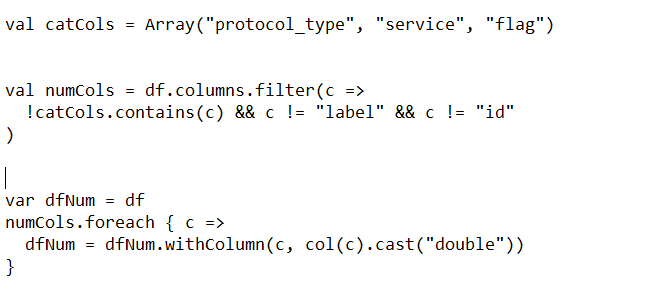 val catCols = Array("protocol_type", "service", "flag")
val numCols = df.columns.filter(c =>
  !catCols.contains(c) && c != "label" && c != "id"
)
var dfNum = df
numCols.foreach { c =>
  dfNum = dfNum.withColumn(c, col(c).cast("double"))
}